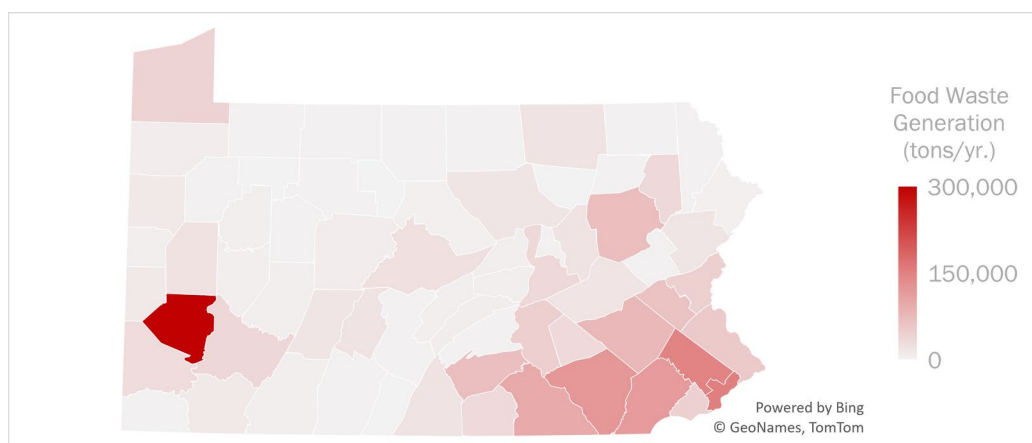 Food Waste
Generation
(tons/yr.)
300,000
150,000
0
Powered by Bing
© GeoNames, TomTom